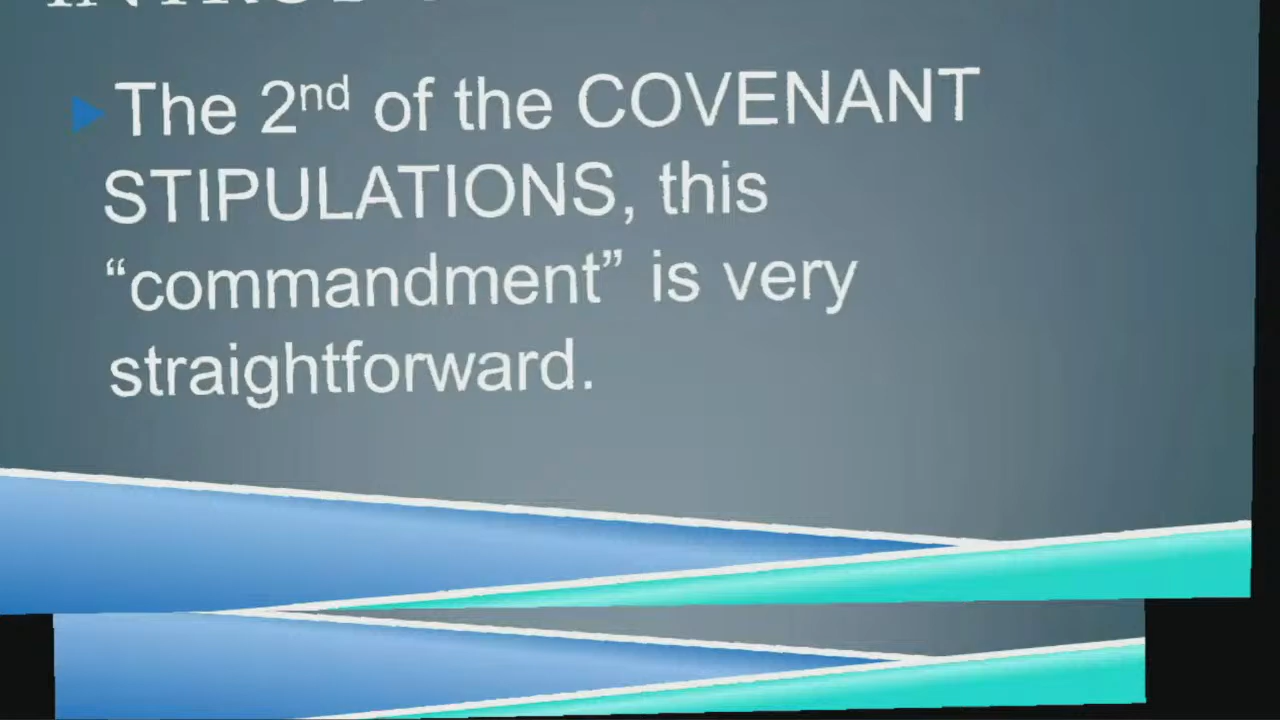 The 2nd of the COVENANT
STIPULATIONS, this
“commandment” is very
straightforward.